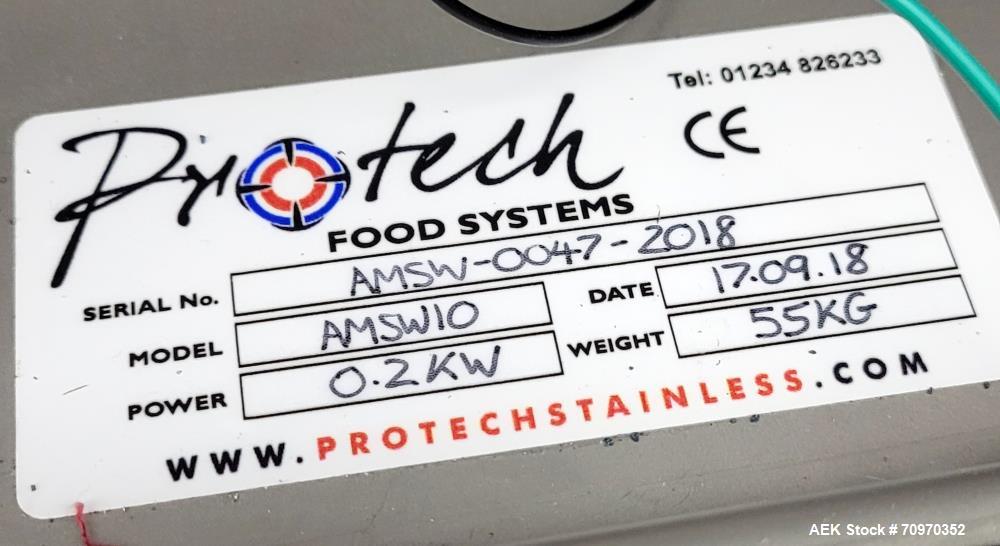 Tel: 01234 826233
Protech
CE
FOOD SYSTEMS
SERIAL No. AMSW-0047-2018
MODEL AMSW10 DATE 17.09.18
POWER 0.2KW WEIGHT 55KG
WWW.PROTECHSTAINLESS.COM
AEK Stock # 70970352